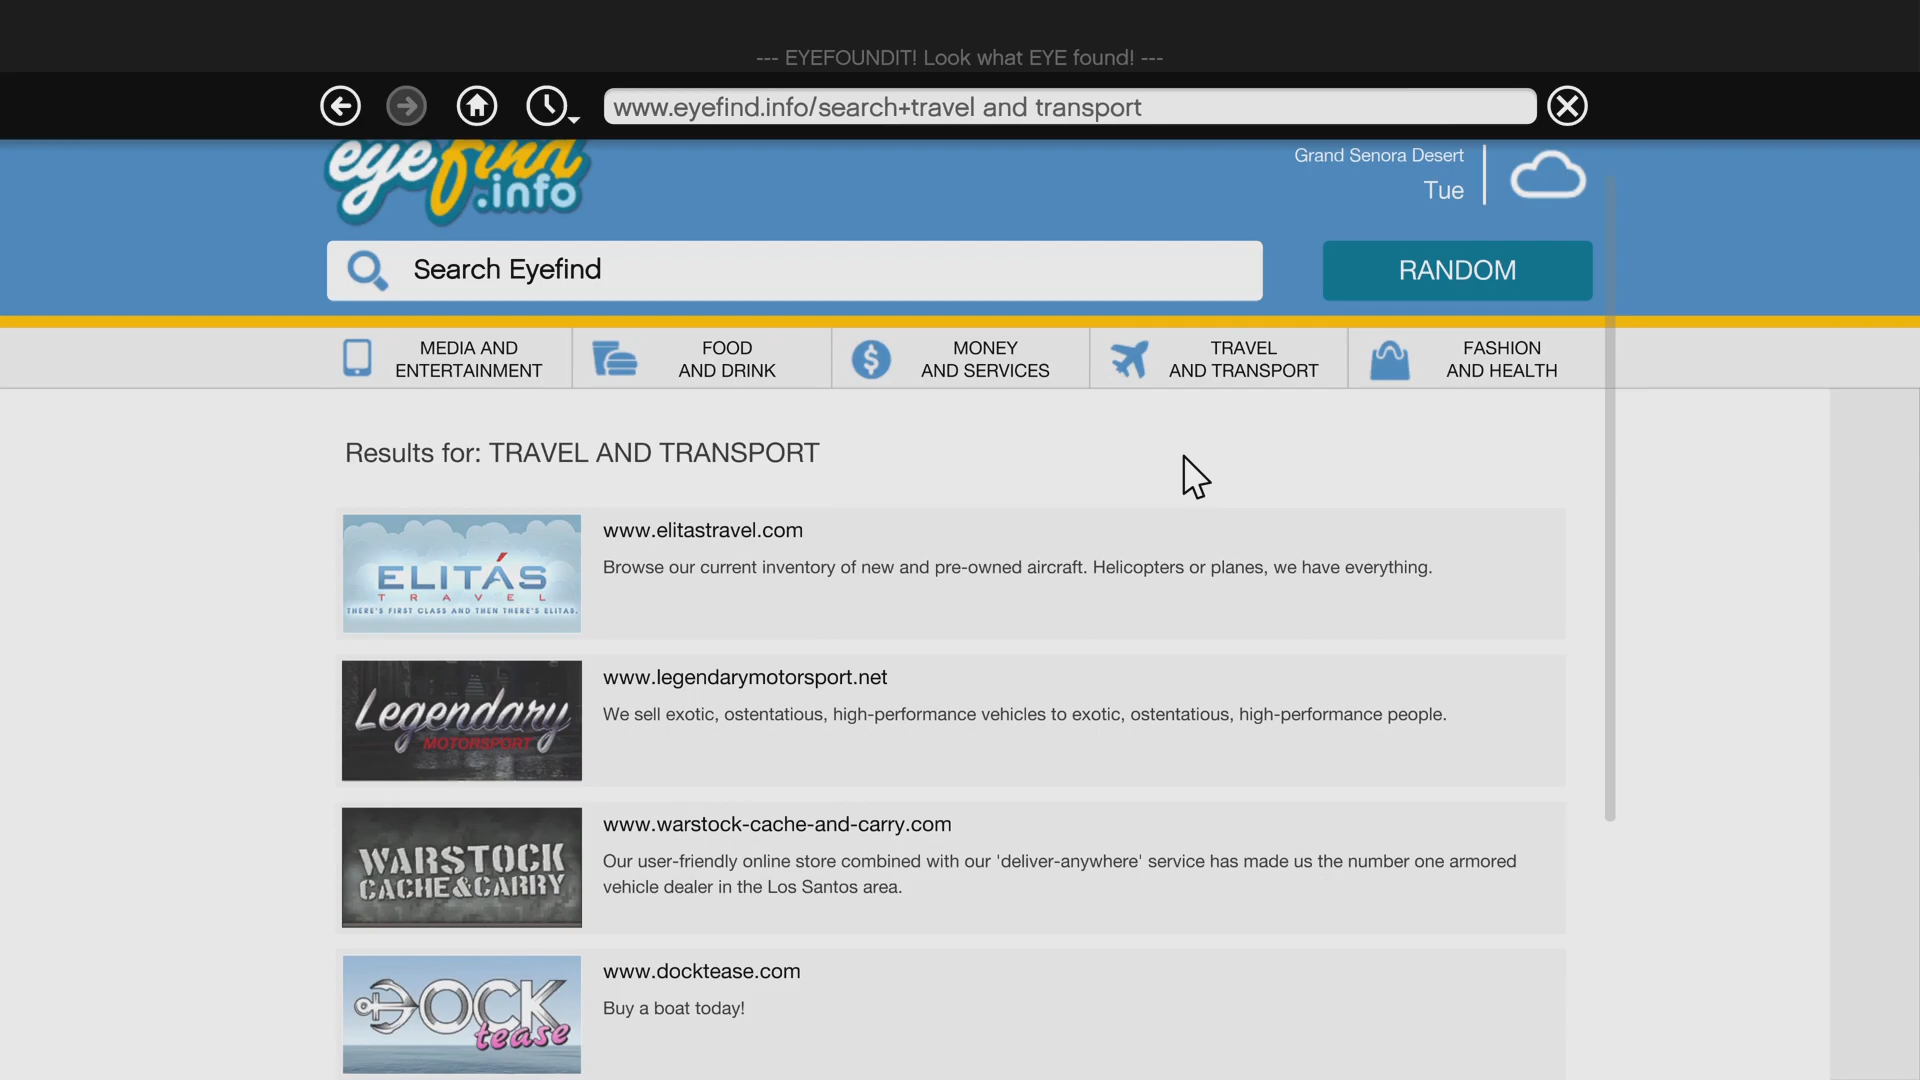 --- EYEFOUNDIT! Look what EYE found! ---
www.eyefind.info/search+travel and transport
eyefind
.info
Grand Senora Desert
Tue
Search Eyefind
RANDOM
MEDIA AND
ENTERTAINMENT
FOOD
AND DRINK
MONEY
AND SERVICES
TRAVEL
AND TRANSPORT
FASHION
AND HEALTH
Results for: TRAVEL AND TRANSPORT
ELITÁS
TRAVEL
THERE'S FIRST CLASS AND THEN THERE'S ELITAS.
www.elitastravel.com
Browse our current inventory of new and pre-owned aircraft. Helicopters or planes, we have everything.
Legendary
MOTORSPORT
www.legendarymotorsport.net
We sell exotic, ostentatious, high-performance vehicles to exotic, ostentatious, high-performance people.
WARSTOCK
CACHE&CARRY
www.warstock-cache-and-carry.com
Our user-friendly online store combined with our 'deliver-anywhere' service has made us the number one armored
vehicle dealer in the Los Santos area.
DOCK
tease
www.docktease.com
Buy a boat today!